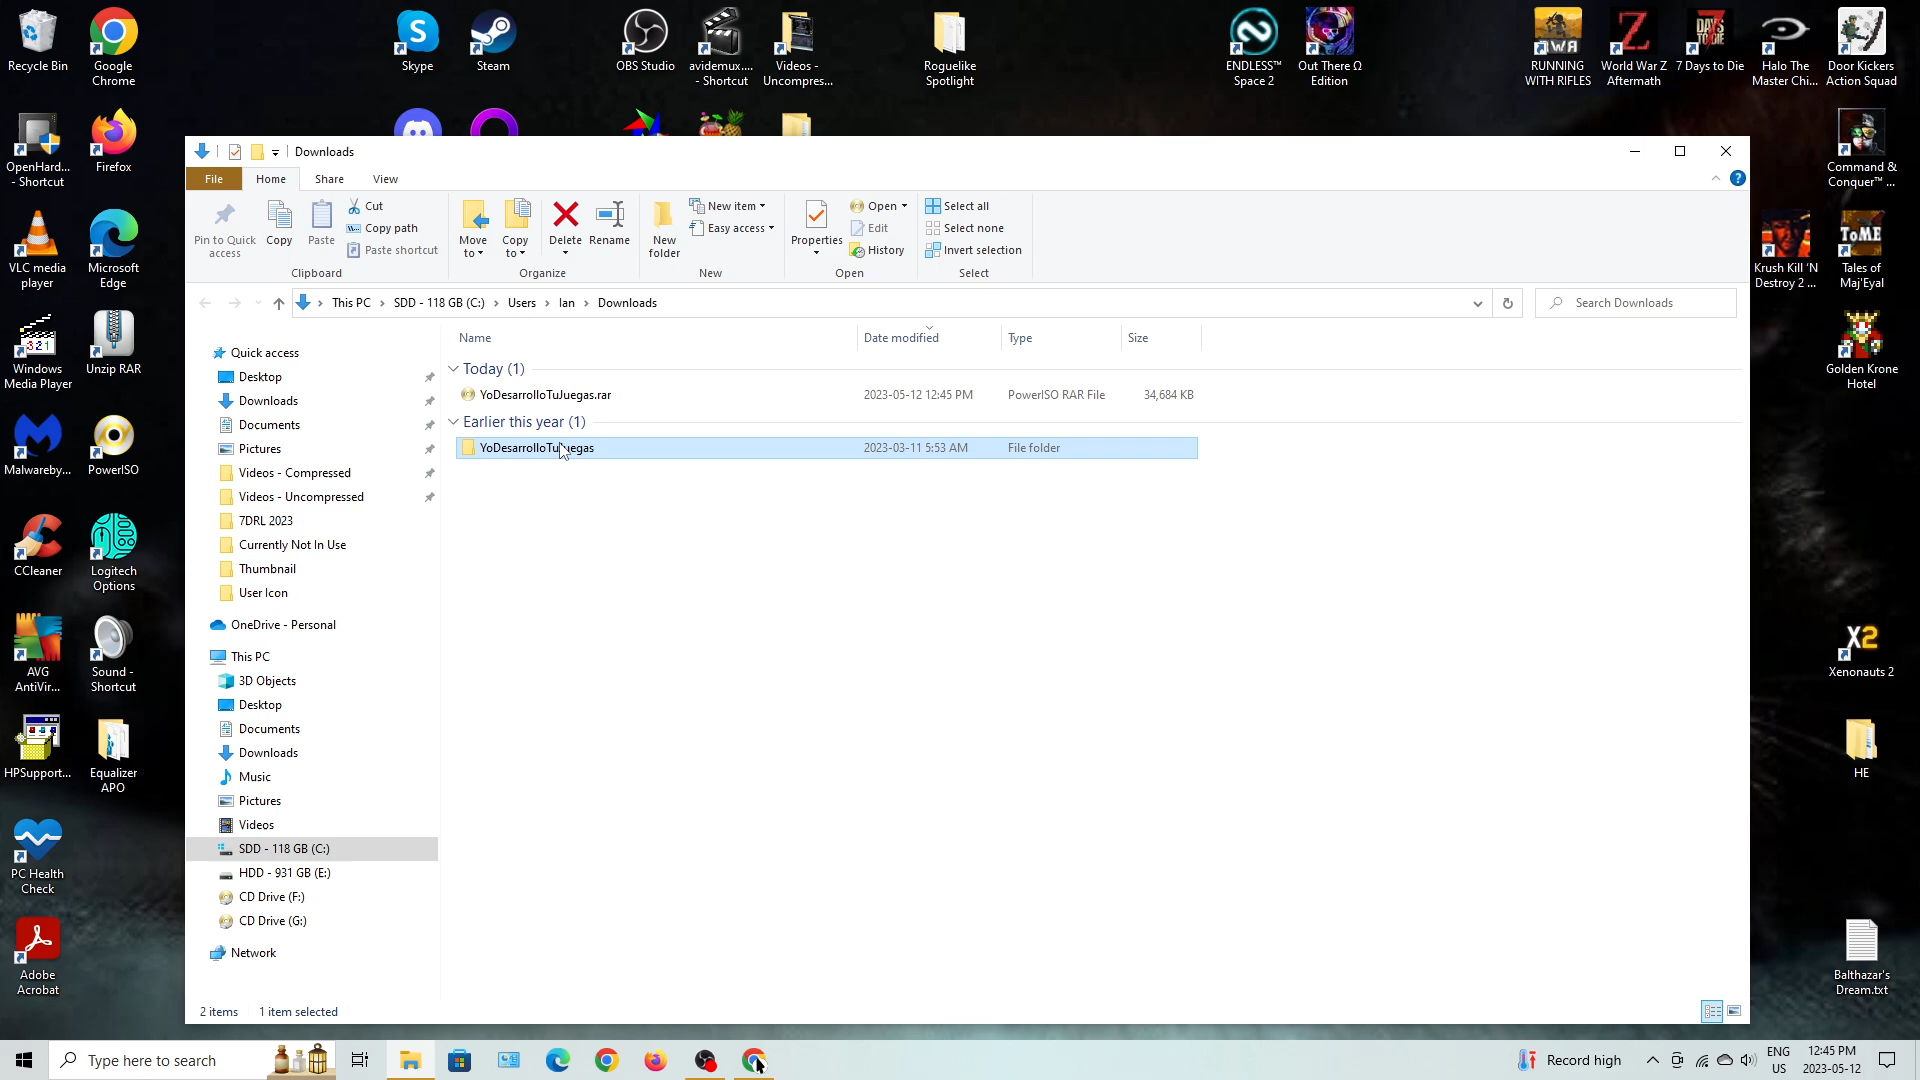 Recycle Bin
Google Chrome
Skype
Steam
OBS Studio
avidemux.... - Shortcut
Videos - Uncompres...
Roguelike Spotlight
ENDLESS™ Space 2
Out There Ω Edition
RUNNING WITH RIFLES
World War Z Aftermath
7 Days to Die
Halo The Master Chi...
Door Kickers Action Squad
OpenHard... - Shortcut
Firefox
Command & Conquer™ ...
VLC media player
Microsoft Edge
Krush Kill 'N Destroy 2 ...
Tales of Maj'Eyal
Windows Media Player
Unzip RAR
Golden Krone Hotel
Malwareby...
PowerISO
CCleaner
Logitech Options
AVG AntiVir...
Sound - Shortcut
Xenonauts 2
HPSupport...
Equalizer APO
HE
PC Health Check
Adobe Acrobat
Balthazar's Dream.txt
Downloads
File
Home
Share
View
Pin to Quick access
Copy
Paste
Cut
Copy path
Paste shortcut
Clipboard
Move to
Copy to
Delete
Rename
Organize
New folder
New item
Easy access
New
Properties
Open
Edit
History
Open
Select all
Select none
Invert selection
Select
This PC > SDD - 118 GB (C:) > Users > Ian > Downloads
Search Downloads
Name
Date modified
Type
Size
Today (1)
YoDesarrolloTuJuegas.rar 2023-05-12 12:45 PM PowerISO RAR File 34,684 KB
Earlier this year (1)
YoDesarrolloTuJuegas 2023-03-11 5:53 AM File folder
Quick access
Desktop
Downloads
Documents
Pictures
Videos - Compressed
Videos - Uncompressed
7DRL 2023
Currently Not In Use
Thumbnail
User Icon
OneDrive - Personal
This PC
3D Objects
Desktop
Documents
Downloads
Music
Pictures
Videos
SDD - 118 GB (C:)
HDD - 931 GB (E:)
CD Drive (F:)
CD Drive (G:)
Network
2 items
1 item selected
Type here to search
Record high
ENG
US
12:45 PM
2023-05-12